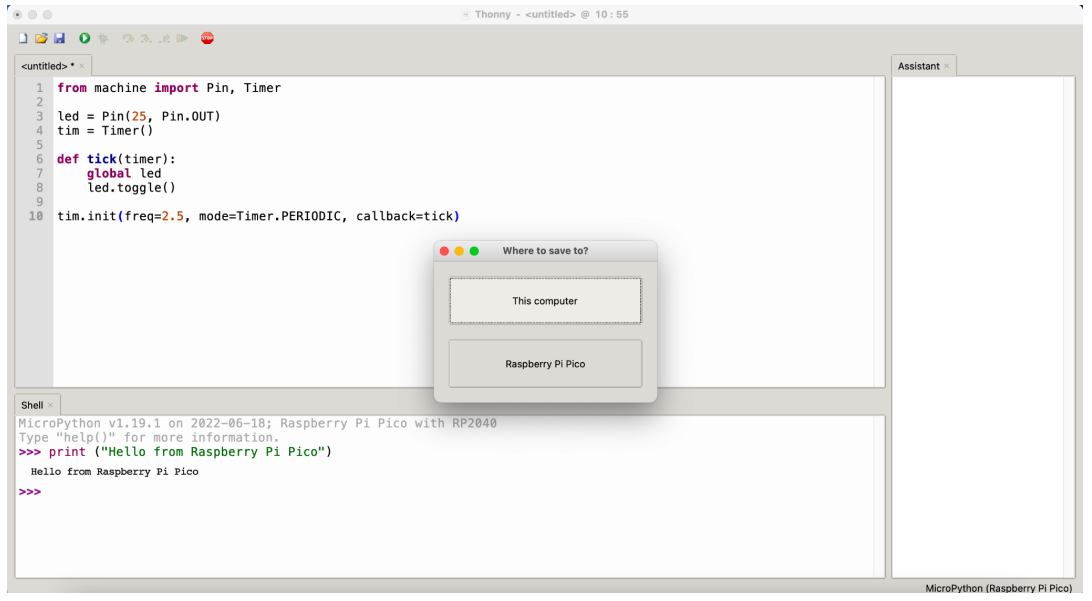 Thonny - <untitled> @ 10 : 55
STOP
<untitled> * ×
Assistant ×
1 from machine import Pin, Timer
2
3 led = Pin(25, Pin.OUT)
4 tim = Timer()
5
6 def tick(timer):
7     global led
8     led.toggle()
9
10 tim.init(freq=2.5, mode=Timer.PERIODIC, callback=tick)
Where to save to?
This computer
Raspberry Pi Pico
Shell ×
MicroPython v1.19.1 on 2022-06-18; Raspberry Pi Pico with RP2040
Type "help()" for more information.
>>> print ("Hello from Raspberry Pi Pico")
Hello from Raspberry Pi Pico
>>>
MicroPython (Raspberry Pi Pico)